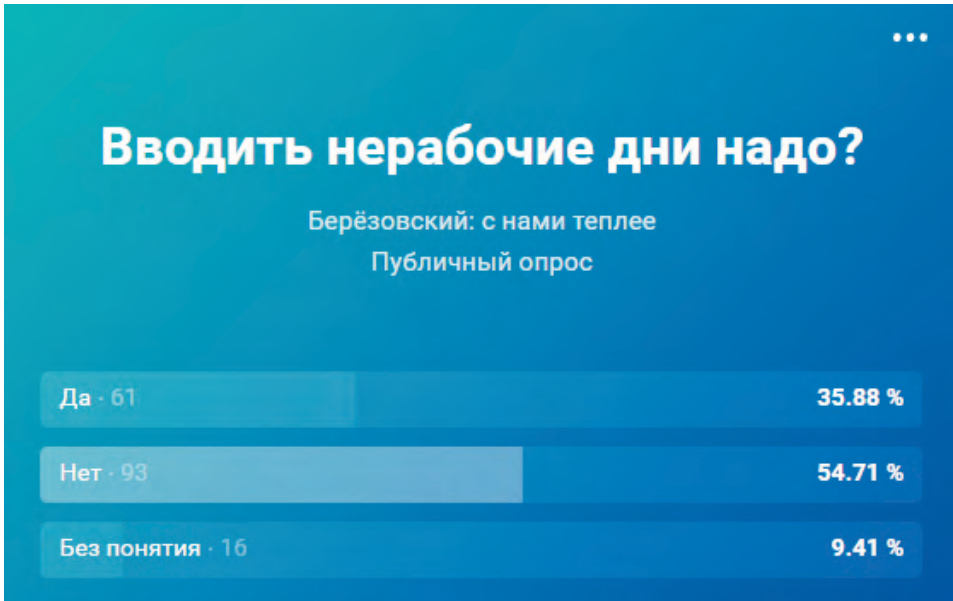 Вводить нерабочие дни надо?
Берёзовский: с нами теплее
Публичный опрос
Да · 61 35.88 %
Нет · 93 54.71 %
Без понятия · 16 9.41 %